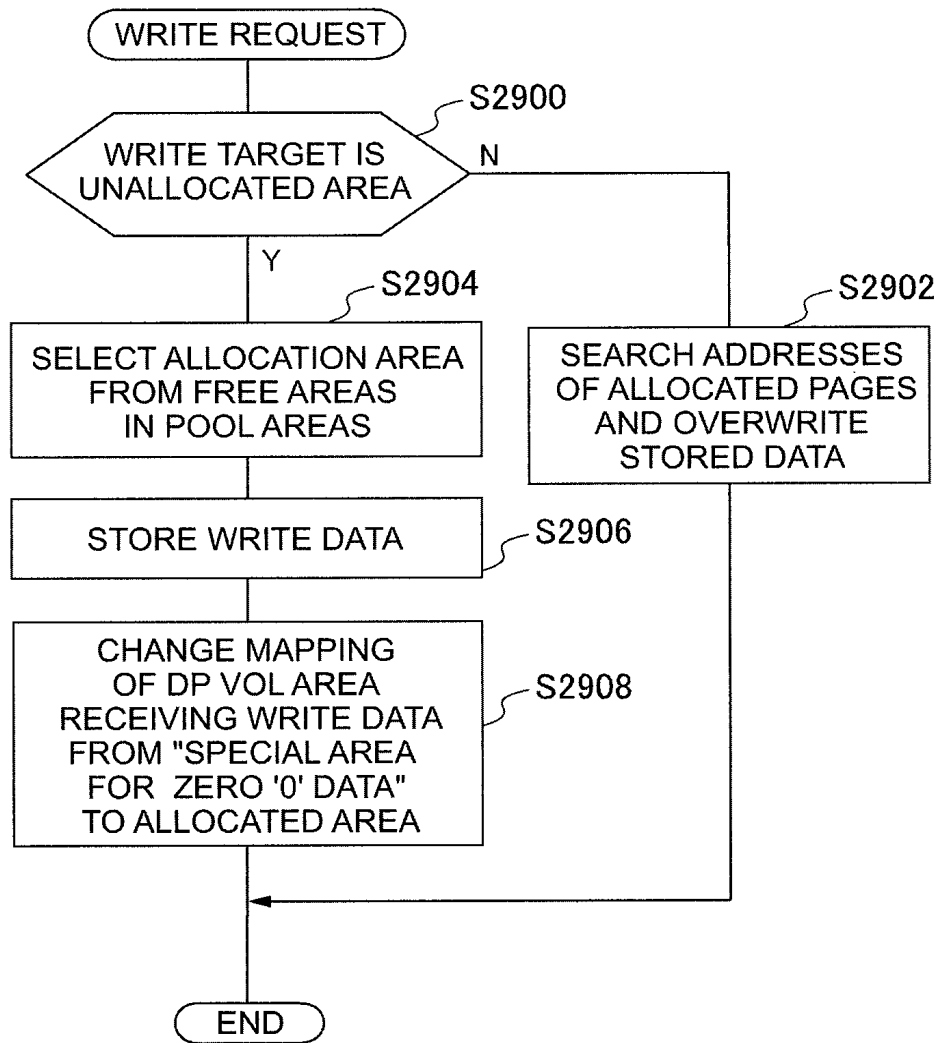 WRITE REQUEST
S2900
WRITE TARGET IS
UNALLOCATED AREA
N
Y
S2904
SELECT ALLOCATION AREA
FROM FREE AREAS
IN POOL AREAS
S2902
SEARCH ADDRESSES
OF ALLOCATED PAGES
AND OVERWRITE
STORED DATA
STORE WRITE DATA
S2906
CHANGE MAPPING
OF DP VOL AREA
RECEIVING WRITE DATA
FROM "SPECIAL AREA
FOR ZERO '0' DATA"
TO ALLOCATED AREA
S2908
END